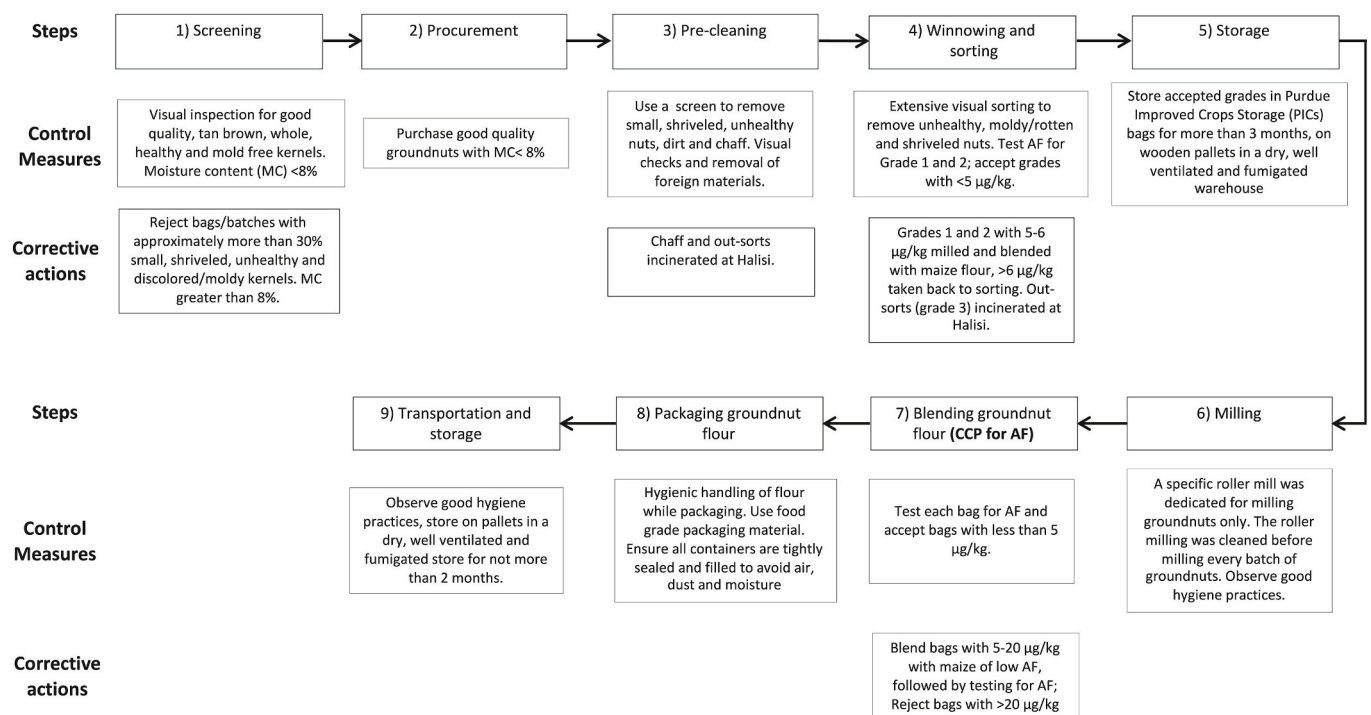 Steps
1) Screening
2) Procurement
3) Pre-cleaning
4) Winnowing and
sorting
5) Storage
Control
Measures
Visual inspection for good
quality, tan brown, whole,
healthy and mold free kernels.
Moisture content (MC) <8%
Purchase good quality
groundnuts with MC< 8%
Use a screen to remove
small, shriveled, unhealthy
nuts, dirt and chaff. Visual
checks and removal of
foreign materials.
Extensive visual sorting to
remove unhealthy, moldy/rotten
and shriveled nuts. Test AF for
Grade 1 and 2; accept grades
with <5 µg/kg.
Store accepted grades in Purdue
Improved Crops Storage (PICs)
bags for more than 3 months, on
wooden pallets in a dry, well
ventilated and fumigated
warehouse
Corrective
actions
Reject bags/batches with
approximately more than 30%
small, shriveled, unhealthy and
discolored/moldy kernels. MC
greater than 8%.
Chaff and out-sorts
incinerated at Halisi.
Grades 1 and 2 with 5-6
µg/kg milled and blended
with maize flour, >6 µg/kg
taken back to sorting. Out-
sorts (grade 3) incinerated at
Halisi.
Steps
9) Transportation and
storage
8) Packaging groundnut
flour
7) Blending groundnut
flour (CCP for AF)
6) Milling
Control
Measures
Observe good hygiene
practices, store on pallets in a
dry, well ventilated and
fumigated store for not more
than 2 months.
Hygienic handling of flour
while packaging. Use food
grade packaging material.
Ensure all containers are tightly
sealed and filled to avoid air,
dust and moisture
Test each bag for AF and
accept bags with less than 5
µg/kg.
A specific roller mill was
dedicated for milling
groundnuts only. The roller
milling was cleaned before
milling every batch of
groundnuts. Observe good
hygiene practices.
Corrective
actions
Blend bags with 5-20 µg/kg
with maize of low AF,
followed by testing for AF;
Reject bags with >20 µg/kg